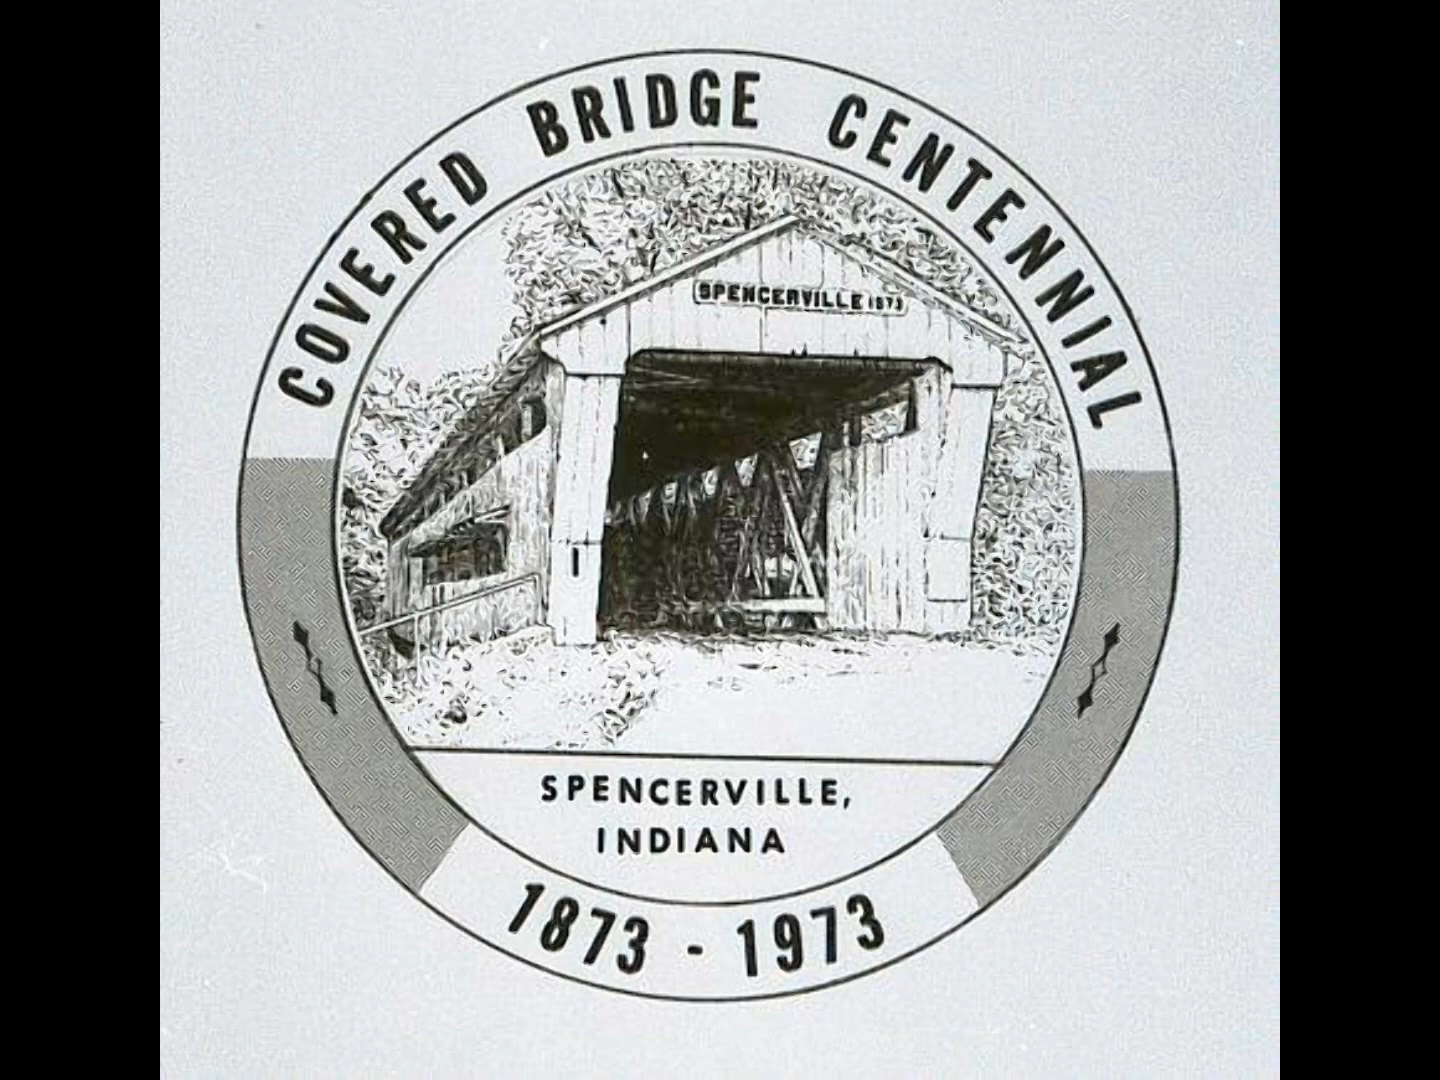 COVERED BRIDGE CENTENNIAL
SPENCERVILLE 1873
SPENCERVILLE,
INDIANA
1873 - 1973